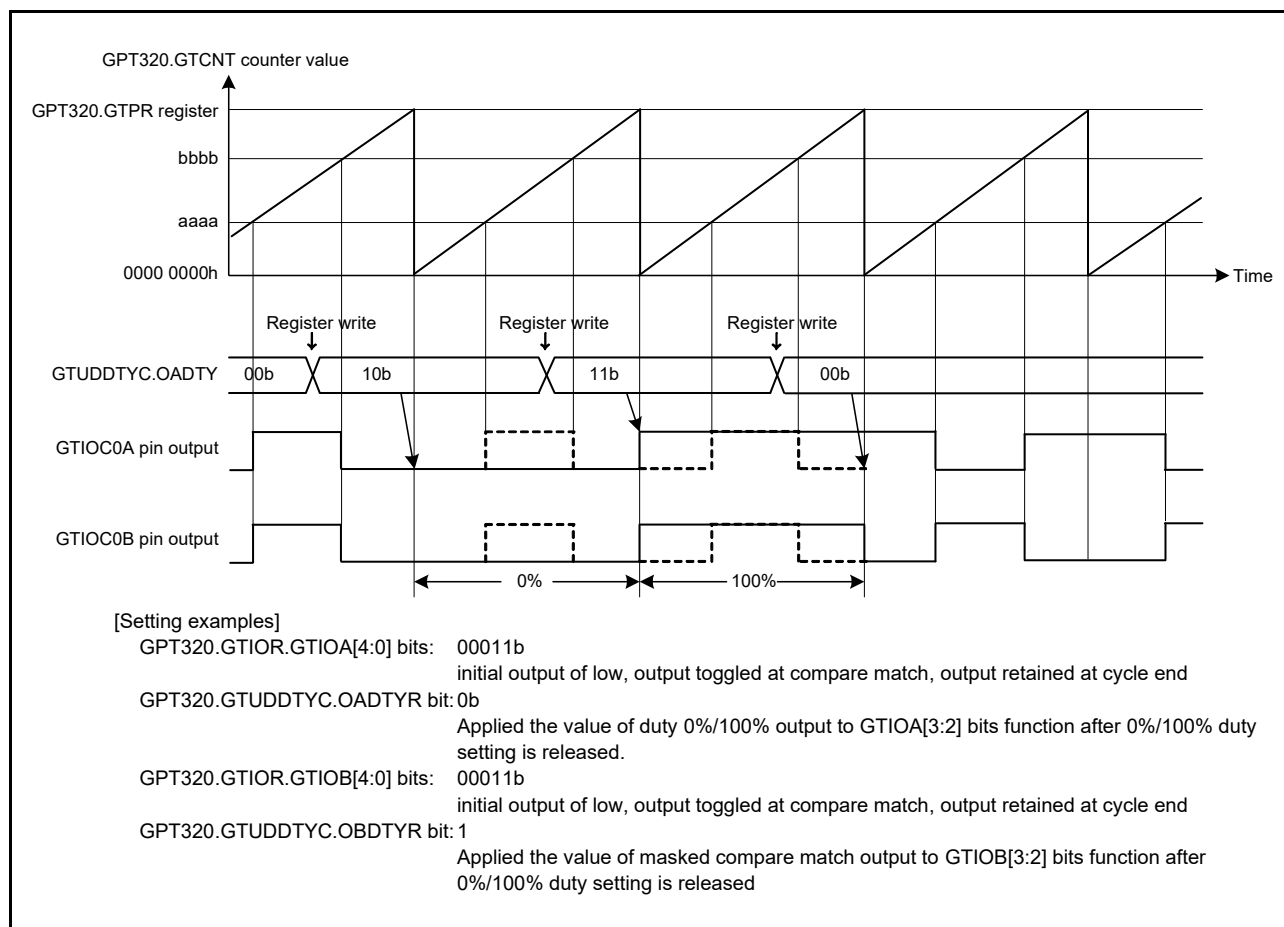 GPT320.GTCNT counter value
GPT320.GTPR register
bbbb
aaaa
0000 0000h
Time
Register write Register write Register write
GTUDDTYC.OADTY 00b 10b 11b 00b
GTIOC0A pin output
GTIOC0B pin output
0% 100%
[Setting examples]
GPT320.GTIOR.GTIOA[4:0] bits: 00011b
initial output of low, output toggled at compare match, output retained at cycle end
GPT320.GTUDDTYC.OADTYR bit: 0b
Applied the value of duty 0%/100% output to GTIOA[3:2] bits function after 0%/100% duty
setting is released.
GPT320.GTIOR.GTIOB[4:0] bits: 00011b
initial output of low, output toggled at compare match, output retained at cycle end
GPT320.GTUDDTYC.OBDTYR bit: 1
Applied the value of masked compare match output to GTIOB[3:2] bits function after
0%/100% duty setting is released